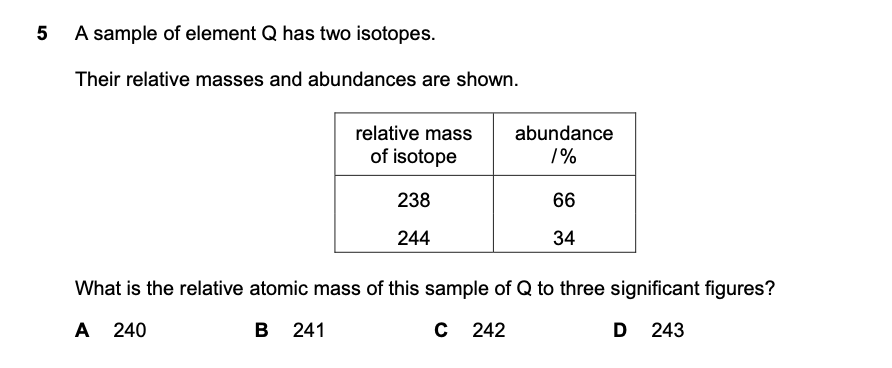 5 A sample of element Q has two isotopes.
Their relative masses and abundances are shown.
relative mass of isotope abundance / %
238 66
244 34
What is the relative atomic mass of this sample of Q to three significant figures?
A 240 B 241 C 242 D 243